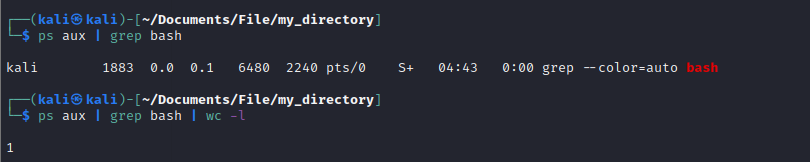 ┌──(kali㉿kali)-[~/Documents/File/my_directory]
└─$ ps aux | grep bash
kali        1883  0.0  0.1   6480  2240 pts/0    S+   04:43   0:00 grep --color=auto bash
┌──(kali㉿kali)-[~/Documents/File/my_directory]
└─$ ps aux | grep bash | wc -l
1